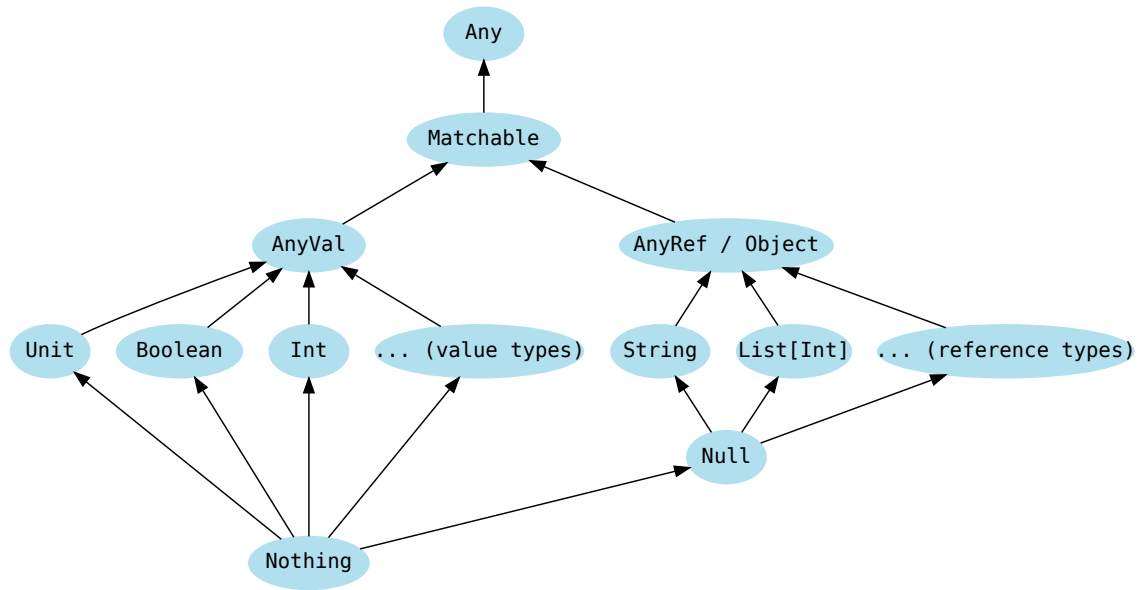 Any
Matchable
AnyVal
AnyRef / Object
Unit
Boolean
Int
... (value types)
String
List[Int]
... (reference types)
Null
Nothing